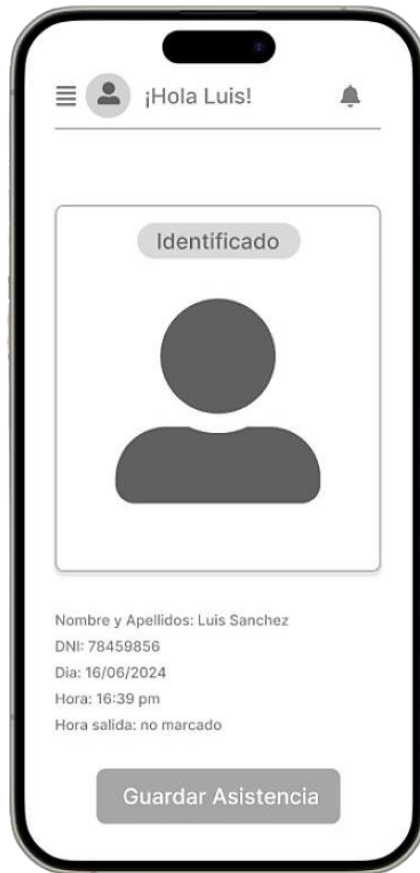 ¡Hola Luis!
Identificado
Nombre y Apellidos: Luis Sanchez
DNI: 78459856
Dia: 16/06/2024
Hora: 16:39 pm
Hora salida: no marcado
Guardar Asistencia